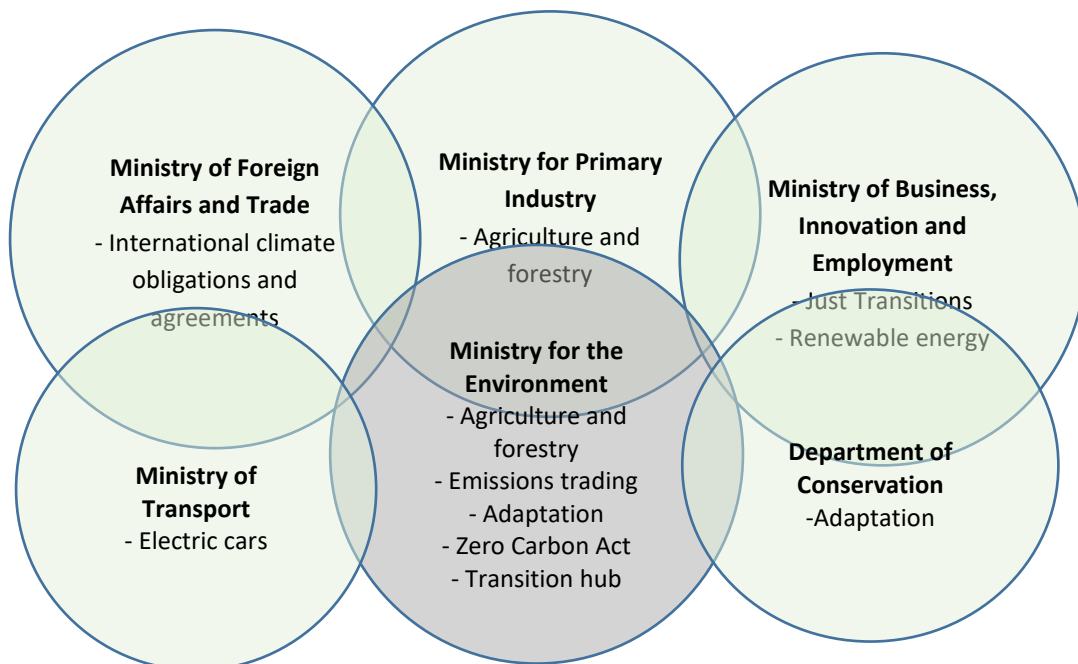 Ministry of Foreign
Affairs and Trade
- International climate
obligations and
agreements
Ministry for Primary
Industry
- Agriculture and
forestry
Ministry of Business,
Innovation and
Employment
- Just Transitions
- Renewable energy
Ministry of
Transport
- Electric cars
Ministry for the
Environment
- Agriculture and
forestry
- Emissions trading
- Adaptation
- Zero Carbon Act
- Transition hub
Department of
Conservation
-Adaptation